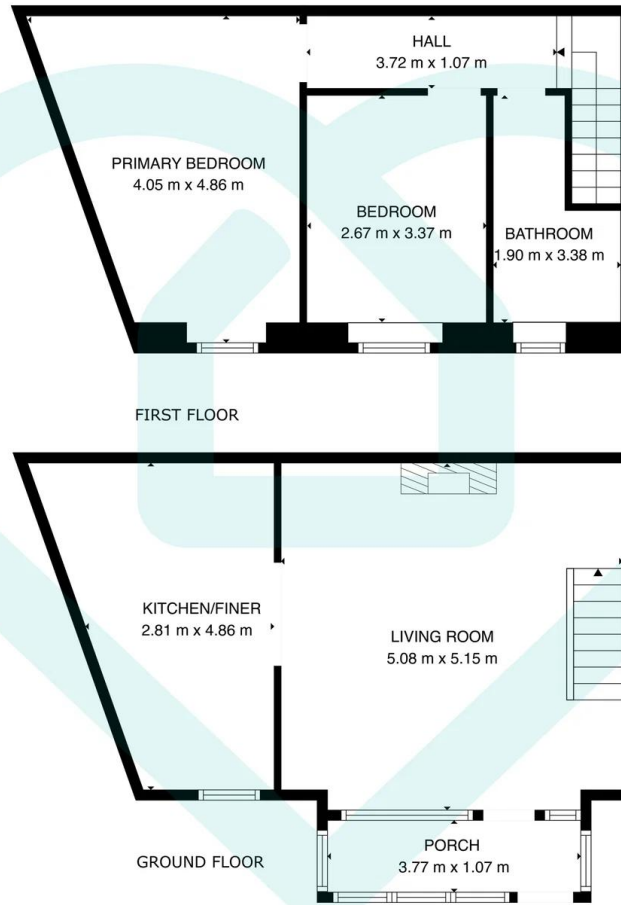 HALL
3.72 m x 1.07 m
PRIMARY BEDROOM
4.05 m x 4.86 m
BEDROOM
2.67 m x 3.37 m
BATHROOM
1.90 m x 3.38 m
FIRST FLOOR
KITCHEN/FINER
2.81 m x 4.86 m
LIVING ROOM
5.08 m x 5.15 m
PORCH
3.77 m x 1.07 m
GROUND FLOOR